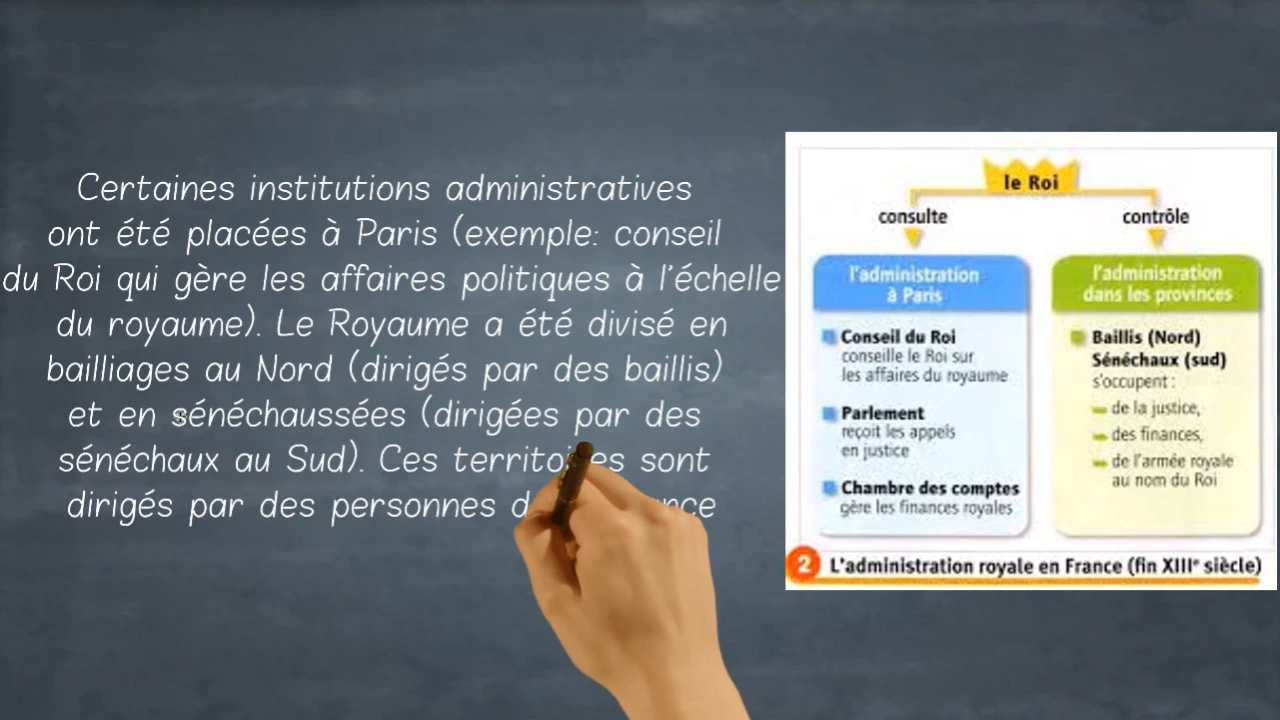 Certaines institutions administratives
ont été placées à Paris (exemple: conseil
du Roi qui gère les affaires politiques à l'échelle
du royaume). Le Royaume a été divisé en
bailliages au Nord (dirigés par des baillis)
et en sénéchaussées (dirigées par des
sénéchaux au Sud). Ces territoires sont
dirigés par des personnes
le Roi
consulte
contrôle
l'administration
à Paris
Conseil du Roi
conseille le Roi sur
les affaires du royaume
Parlement
reçoit les appels
en justice
Chambre des comptes
gère les finances royales
l'administration
dans les provinces
Baillis (Nord)
Sénéchaux (sud)
s'occupent :
de la justice,
des finances,
de l'armée royale
au nom du Roi
2 L'administration royale en France (fin XIIIe siècle)